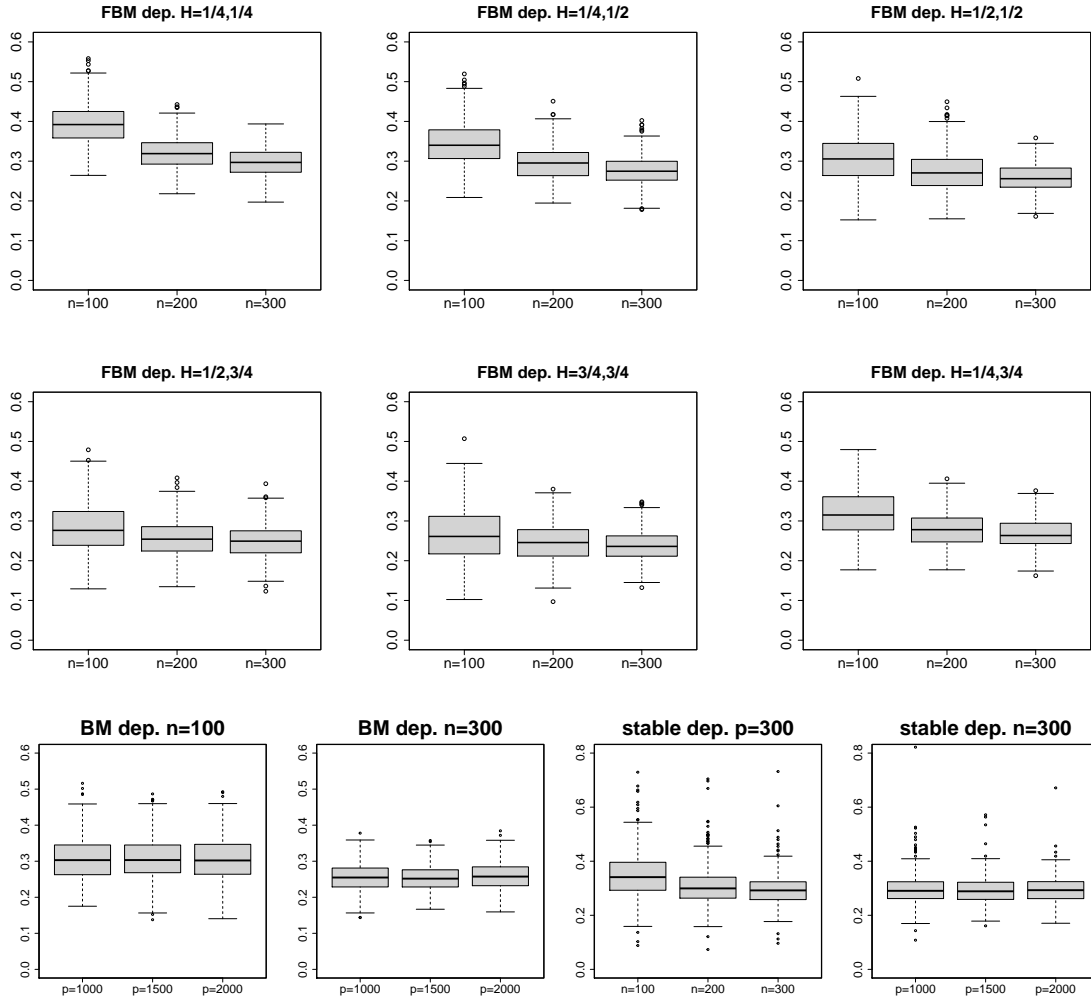 FBM dep. H=1/4,1/4
FBM dep. H=1/4,1/2
FBM dep. H=1/2,1/2
0.0 0.1 0.2 0.3 0.4 0.5 0.6
0.0 0.1 0.2 0.3 0.4 0.5 0.6
0.0 0.1 0.2 0.3 0.4 0.5 0.6
n=100 n=200 n=300
n=100 n=200 n=300
n=100 n=200 n=300
FBM dep. H=1/2,3/4
FBM dep. H=3/4,3/4
FBM dep. H=1/4,3/4
0.0 0.1 0.2 0.3 0.4 0.5 0.6
0.0 0.1 0.2 0.3 0.4 0.5 0.6
0.0 0.1 0.2 0.3 0.4 0.5 0.6
n=100 n=200 n=300
n=100 n=200 n=300
n=100 n=200 n=300
BM dep. n=100
BM dep. n=300
stable dep. p=300
stable dep. n=300
0.0 0.1 0.2 0.3 0.4 0.5 0.6
0.0 0.1 0.2 0.3 0.4 0.5 0.6
0.0 0.2 0.4 0.6 0.8
0.0 0.2 0.4 0.6 0.8
p=1000 p=1500 p=2000
p=1000 p=1500 p=2000
n=100 n=200 n=300
p=1000 p=1500 p=2000